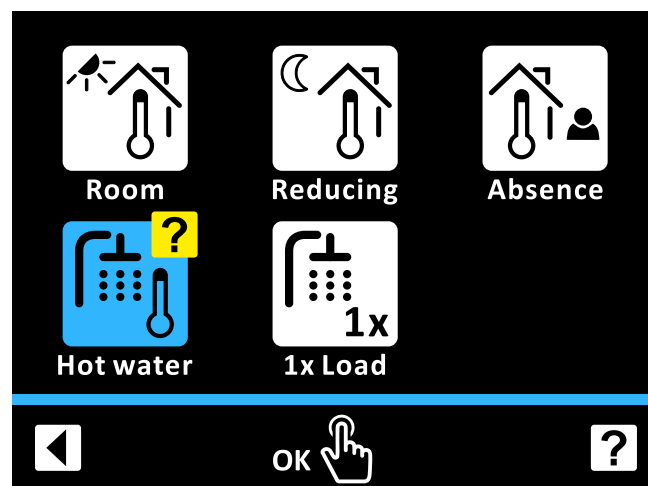 Room
Reducing
Absence
?
Hot water
1x
1x Load
OK
?